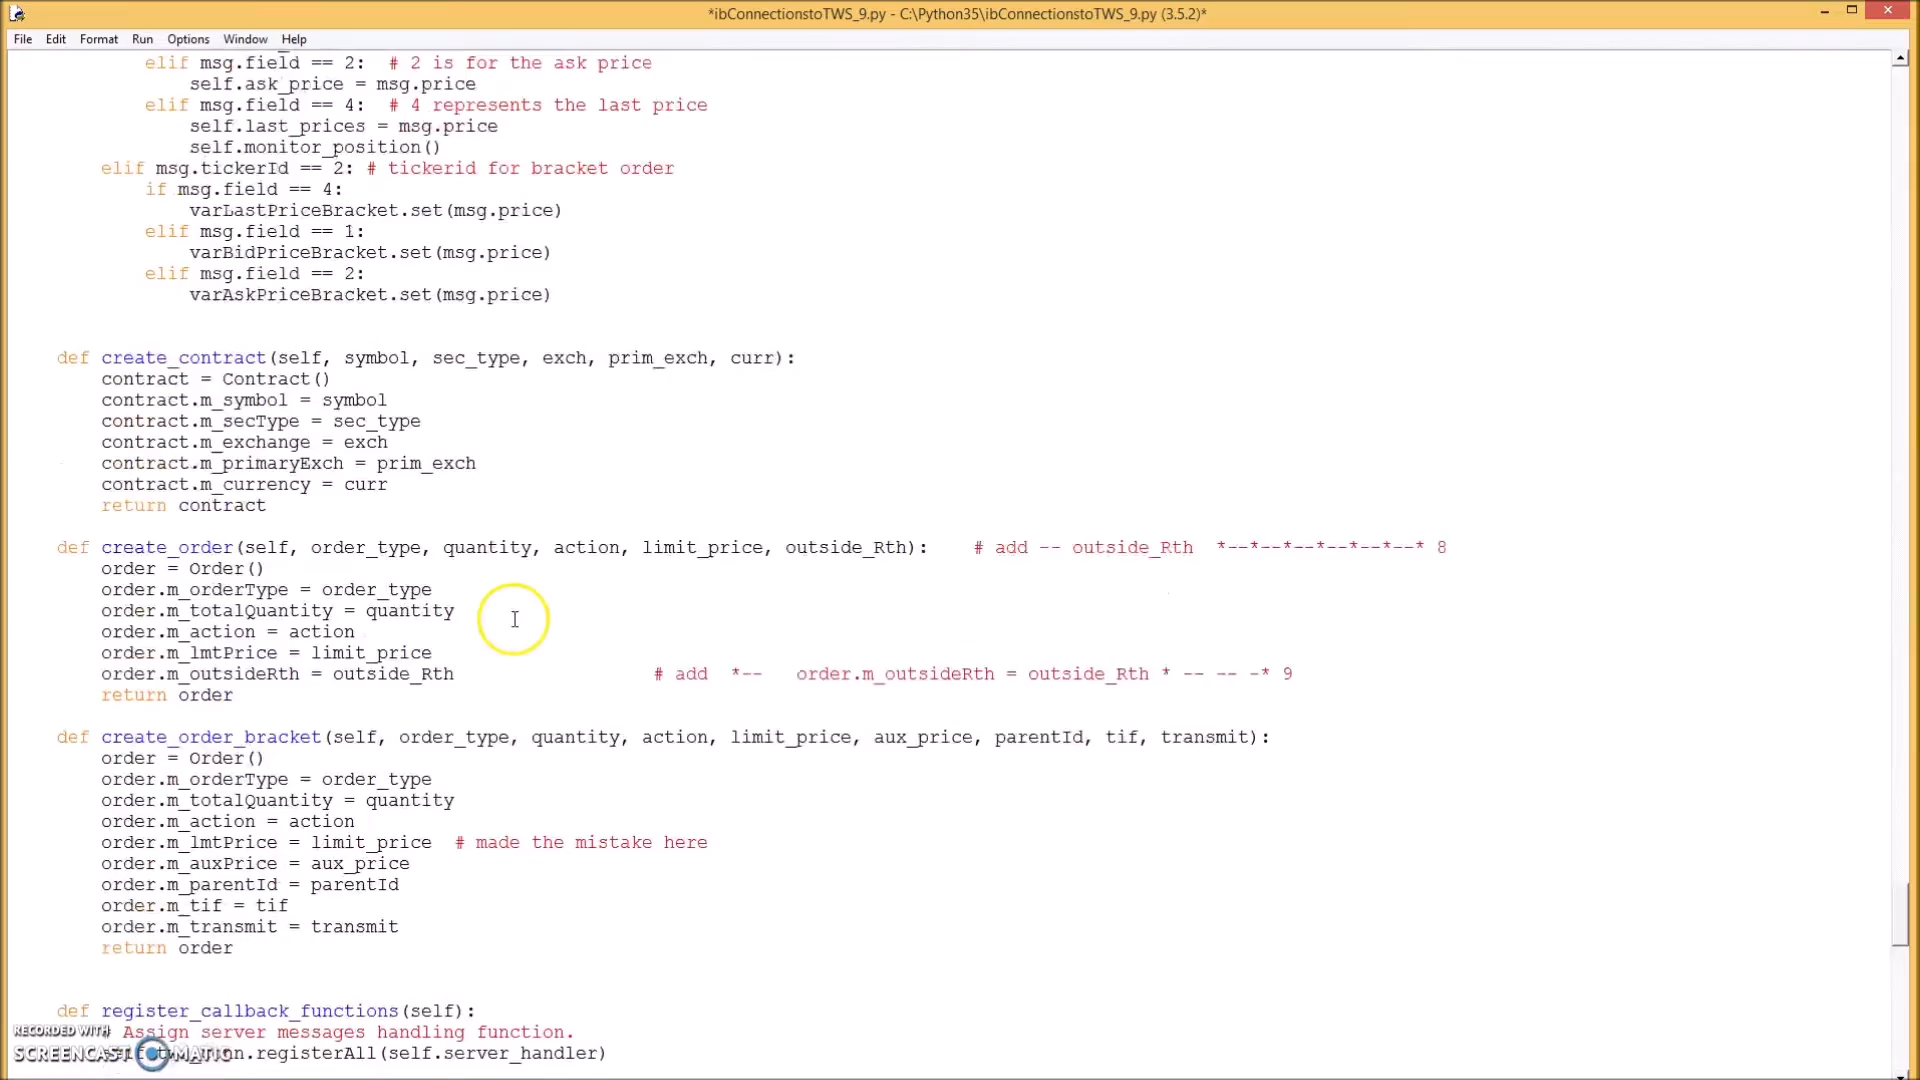 *ibConnectionstoTWS_9.py - C:\Python35\ibConnectionstoTWS_9.py (3.5.2)*
File Edit Format Run Options Window Help
elif msg.field == 2:  # 2 is for the ask price
self.ask_price = msg.price
elif msg.field == 4:  # 4 represents the last price
self.last_prices = msg.price
self.monitor_position()
elif msg.tickerId == 2: # tickerid for bracket order
if msg.field == 4:
varLastPriceBracket.set(msg.price)
elif msg.field == 1:
varBidPriceBracket.set(msg.price)
elif msg.field == 2:
varAskPriceBracket.set(msg.price)
def create_contract(self, symbol, sec_type, exch, prim_exch, curr):
contract = Contract()
contract.m_symbol = symbol
contract.m_secType = sec_type
contract.m_exchange = exch
contract.m_primaryExch = prim_exch
contract.m_currency = curr
return contract
def create_order(self, order_type, quantity, action, limit_price, outside_Rth):    # add -- outside_Rth  *--*--*--*--*--*--* 8
order = Order()
order.m_orderType = order_type
order.m_totalQuantity = quantity
order.m_action = action
order.m_lmtPrice = limit_price
order.m_outsideRth = outside_Rth                  # add  *--   order.m_outsideRth = outside_Rth * -- -- -* 9
return order
def create_order_bracket(self, order_type, quantity, action, limit_price, aux_price, parentId, tif, transmit):
order = Order()
order.m_orderType = order_type
order.m_totalQuantity = quantity
order.m_action = action
order.m_lmtPrice = limit_price  # made the mistake here
order.m_auxPrice = aux_price
order.m_parentId = parentId
order.m_tif = tif
order.m_transmit = transmit
return order
def register_callback_functions(self):
RECORDED WITH Assign server messages handling function.
SCREENCAST MATIC .registerAll(self.server_handler)